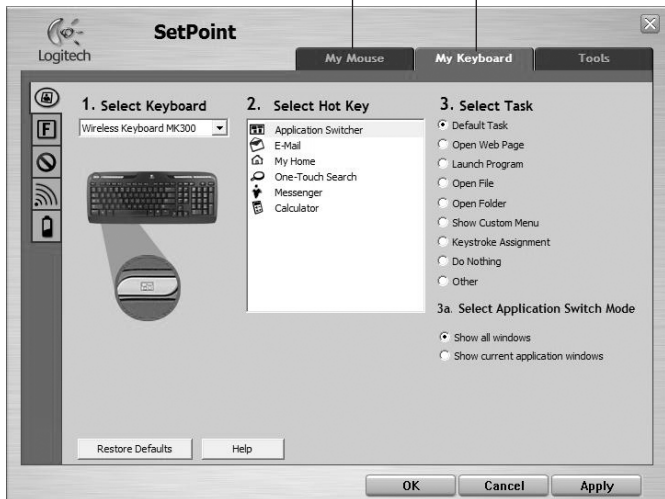 Logitech
SetPoint
My Mouse
My Keyboard
Tools
1. Select Keyboard
Wireless Keyboard MK300
2. Select Hot Key
Application Switcher
E-Mail
My Home
One-Touch Search
Messenger
Calculator
3. Select Task
Default Task
Open Web Page
Launch Program
Open File
Open Folder
Show Custom Menu
Keystroke Assignment
Do Nothing
Other
3a. Select Application Switch Mode
Show all windows
Show current application windows
F
Restore Defaults
Help
OK
Cancel
Apply